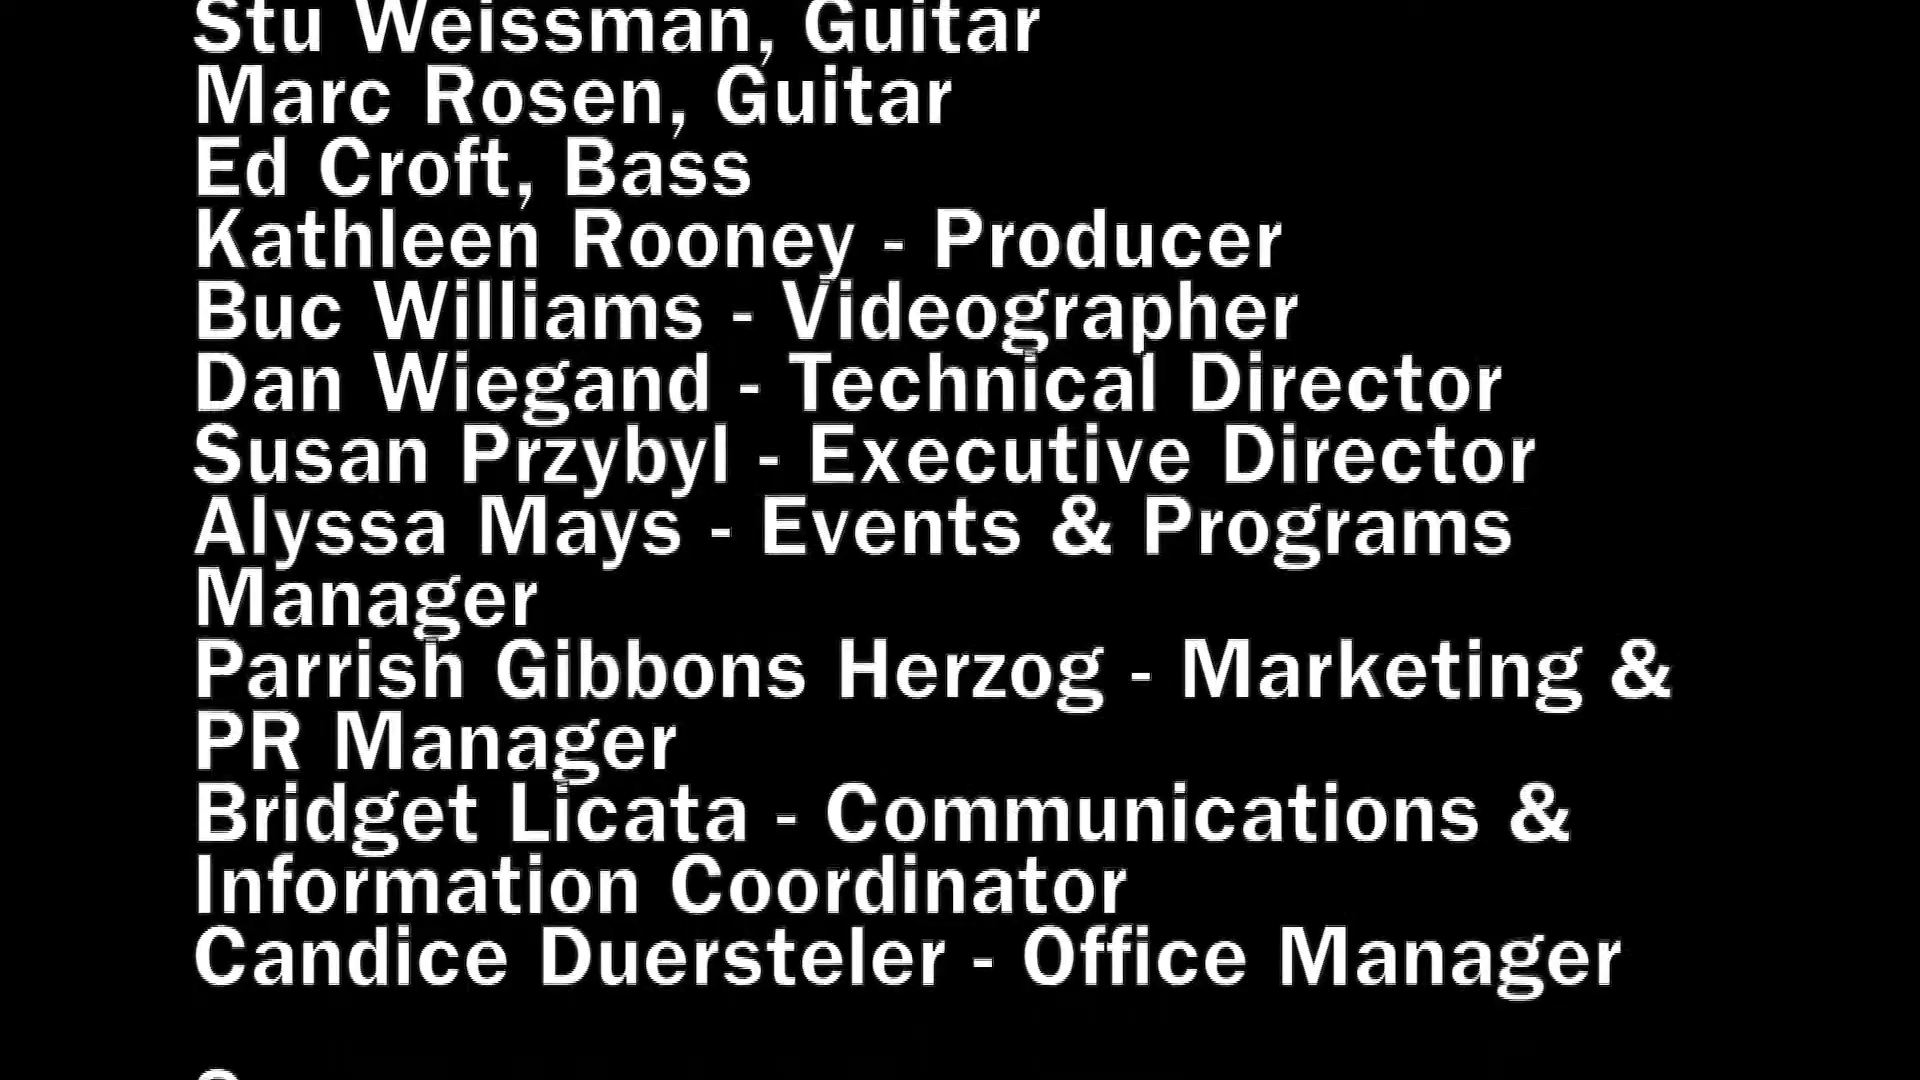 Stu Weissman, Guitar
Marc Rosen, Guitar
Ed Croft, Bass
Kathleen Rooney - Producer
Buc Williams - Videographer
Dan Wiegand - Technical Director
Susan Przybyl - Executive Director
Alyssa Mays - Events & Programs
Manager
Parrish Gibbons Herzog - Marketing &
PR Manager
Bridget Licata - Communications &
Information Coordinator
Candice Duersteler - Office Manager